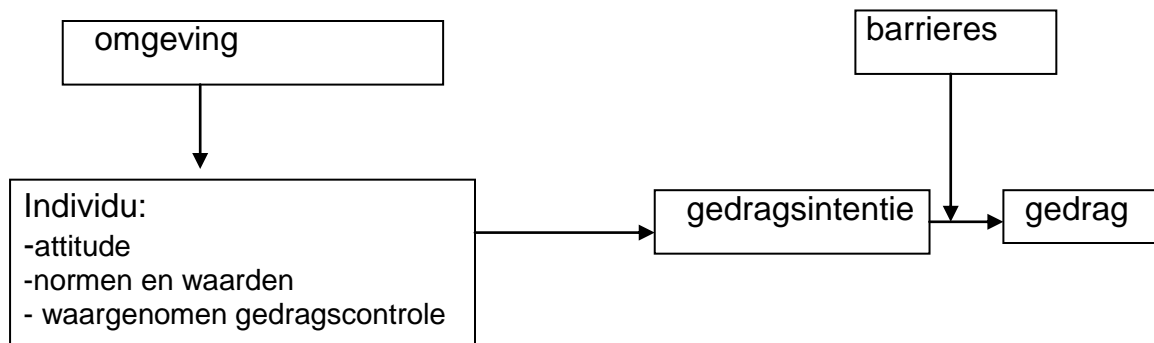 omgeving
barrieres
Individu:
-attitude
-normen en waarden
- waargenomen gedragscontrole
gedragsintentie
gedrag